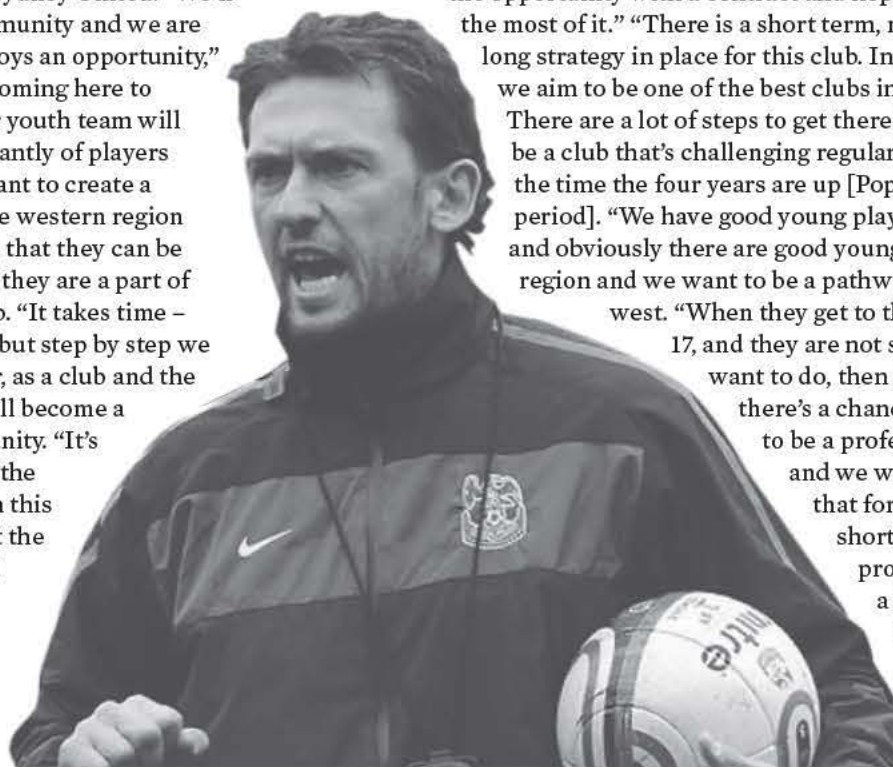 munity and we are
oys an opportunity,”
oming here to
youth team will
antly of players
ant to create a
e western region
that they can be
they are a part of
o. “It takes time –
but step by step we
, as a club and the
ll become a
nity. “It’s
the
n this
t the
the most of it.” “There is a short term,
long strategy in place for this club. In
we aim to be one of the best clubs in
There are a lot of steps to get there
be a club that’s challenging regular
the time the four years are up [Pop
period]. “We have good young play
and obviously there are good young
region and we want to be a pathw
west. “When they get to th
17, and they are not s
want to do, then
there’s a chanc
to be a profe
and we w
that for
short
pro
a
mitre